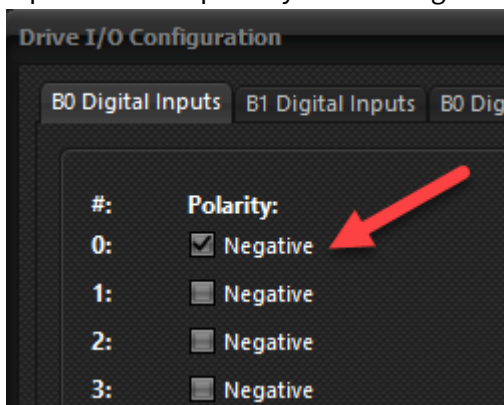 Drive I/O Configuration
B0 Digital Inputs B1 Digital Inputs B0 Dig
#: Polarity:
0: Negative
1: Negative
2: Negative
3: Negative